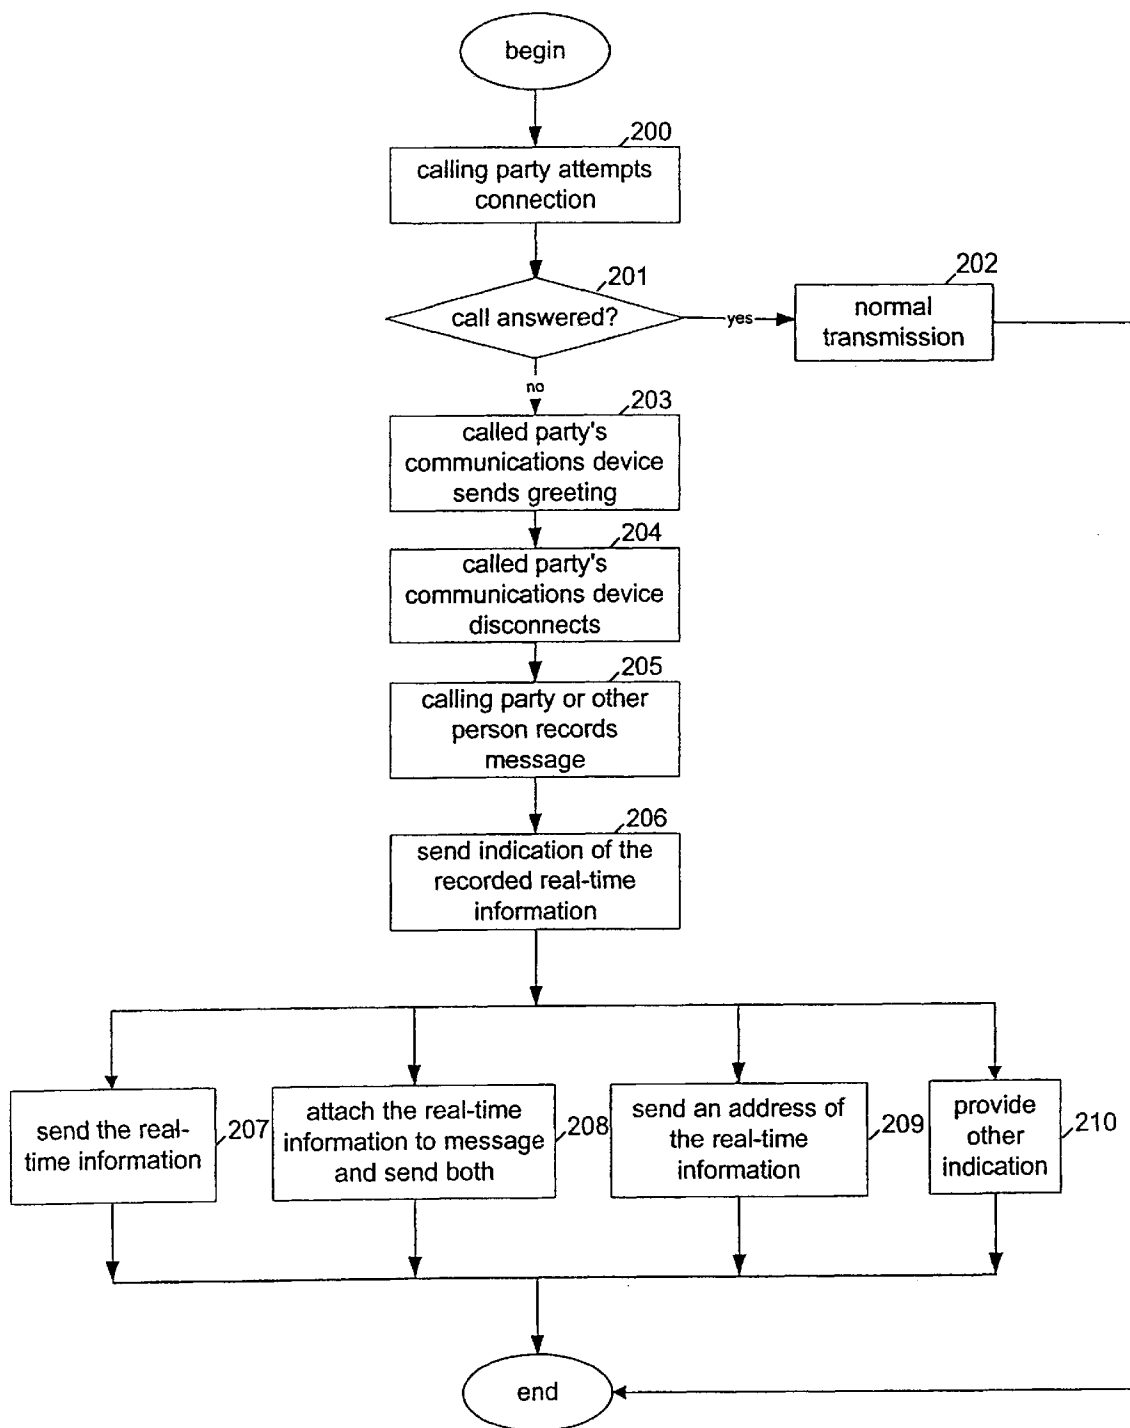 begin
200
calling party attempts
connection
201
call answered?
yes
202
normal
transmission
no
203
called party's
communications device
sends greeting
204
called party's
communications device
disconnects
205
calling party or other
person records
message
206
send indication of the
recorded real-time
information
send the real-
time information
207
attach the real-time
information to message
and send both
208
send an address of
the real-time
information
209
provide
other
indication
210
end